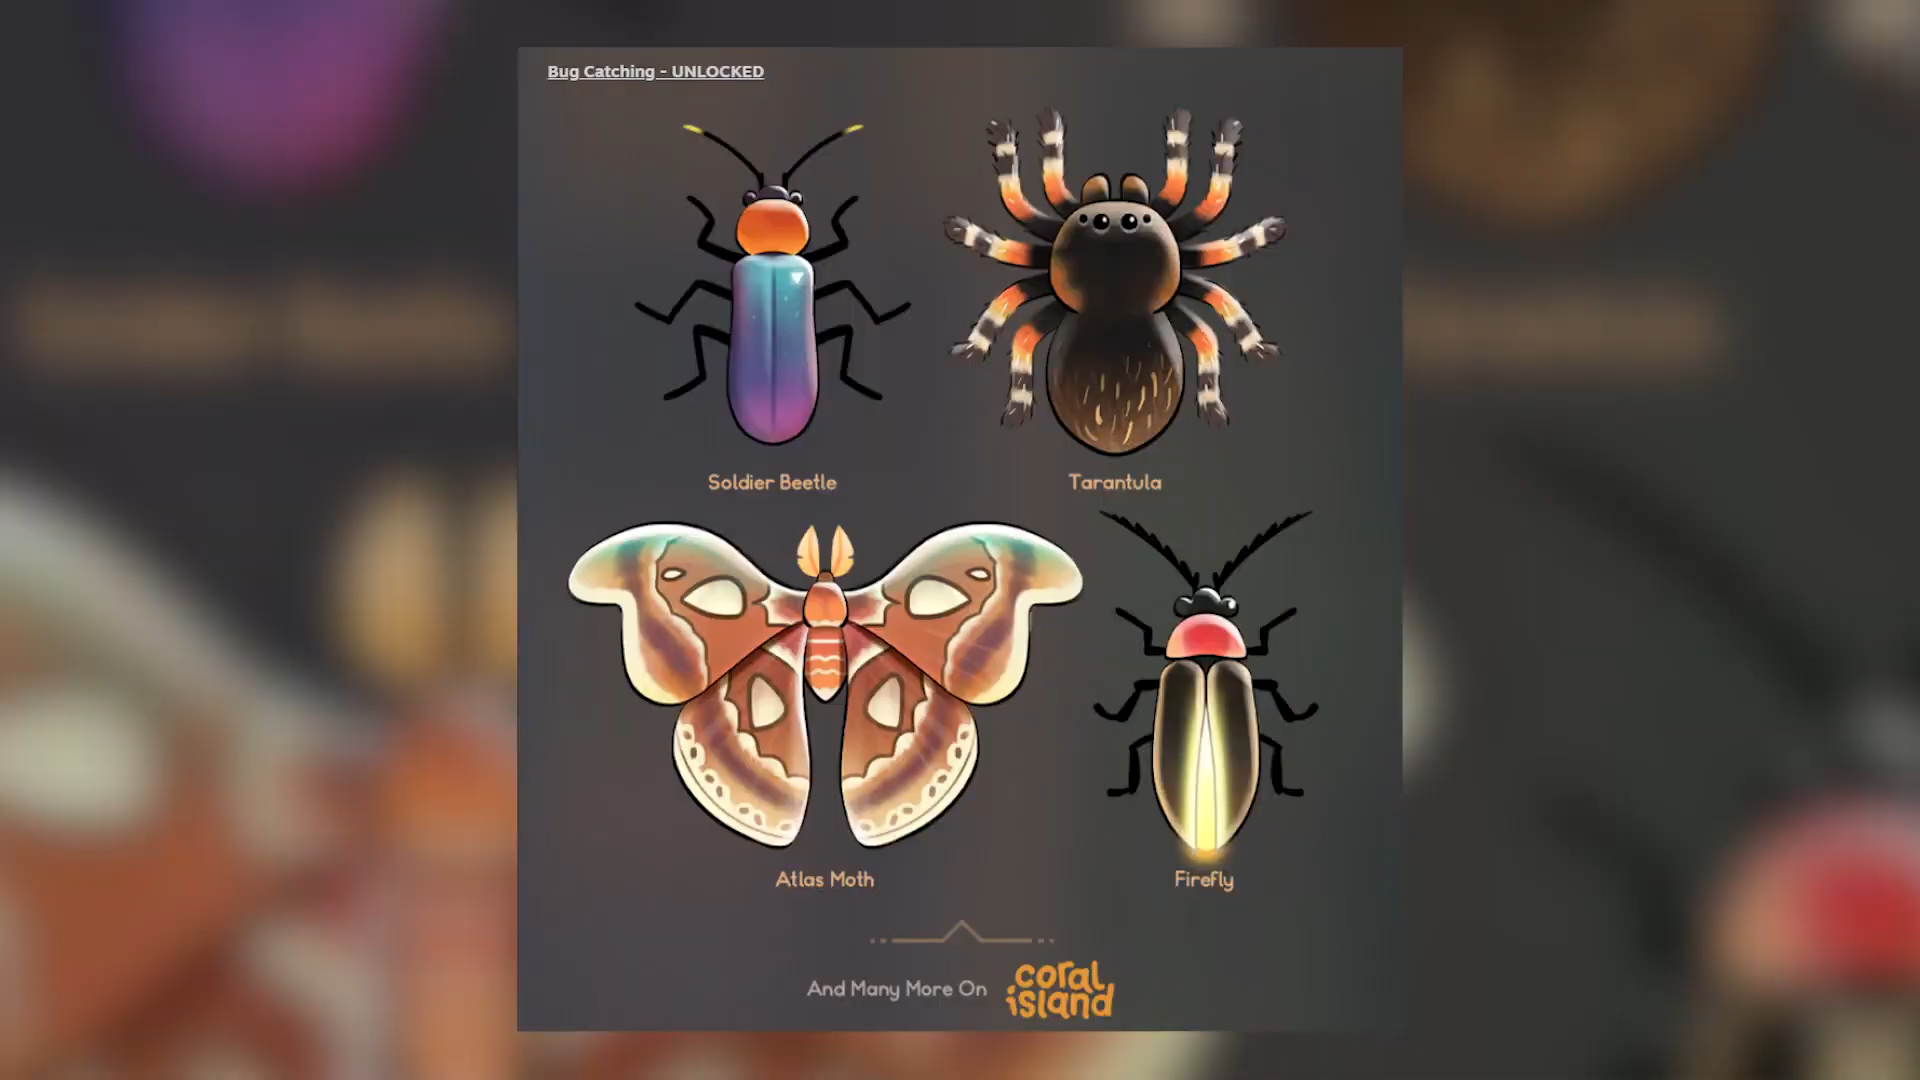 Bug Catching - UNLOCKED
Soldier Beetle
Tarantula
Atlas Moth
Firefly
And Many More On
coral
island